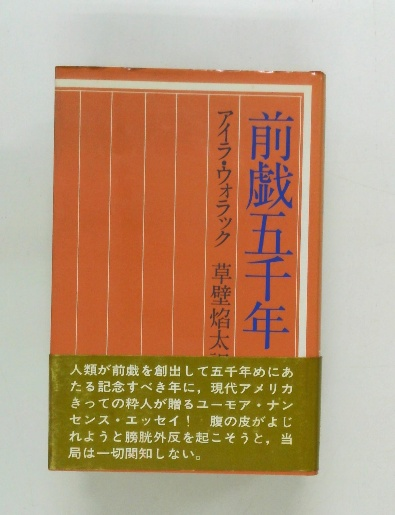 前戯五千年
アイラ・ウォラック 草壁焔太
人類が前戯を創出して五千年めにあ
たる記念すべき年に，現代アメリカ
きっての粋人が贈るユーモア・ナン
センス・エッセイ！ 腹の皮がよじ
れようと膀胱外反を起こそうと，当
局は一切関知しない。